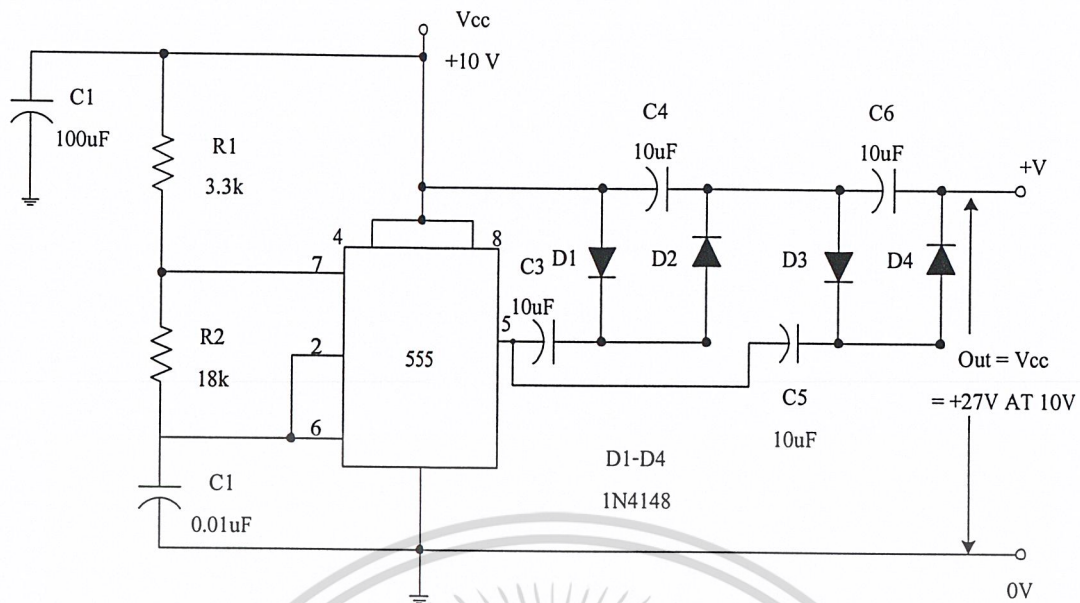 Vcc
+10 V
C1
100uF
R1
3.3k
C4
10uF
C6
10uF
+V
4
8
7
C3
10uF
D1
D2
D3
D4
5
R2
18k
2
555
6
C5
10uF
Out = Vcc
= +27V AT 10V
D1-D4
1N4148
C1
0.01uF
0V